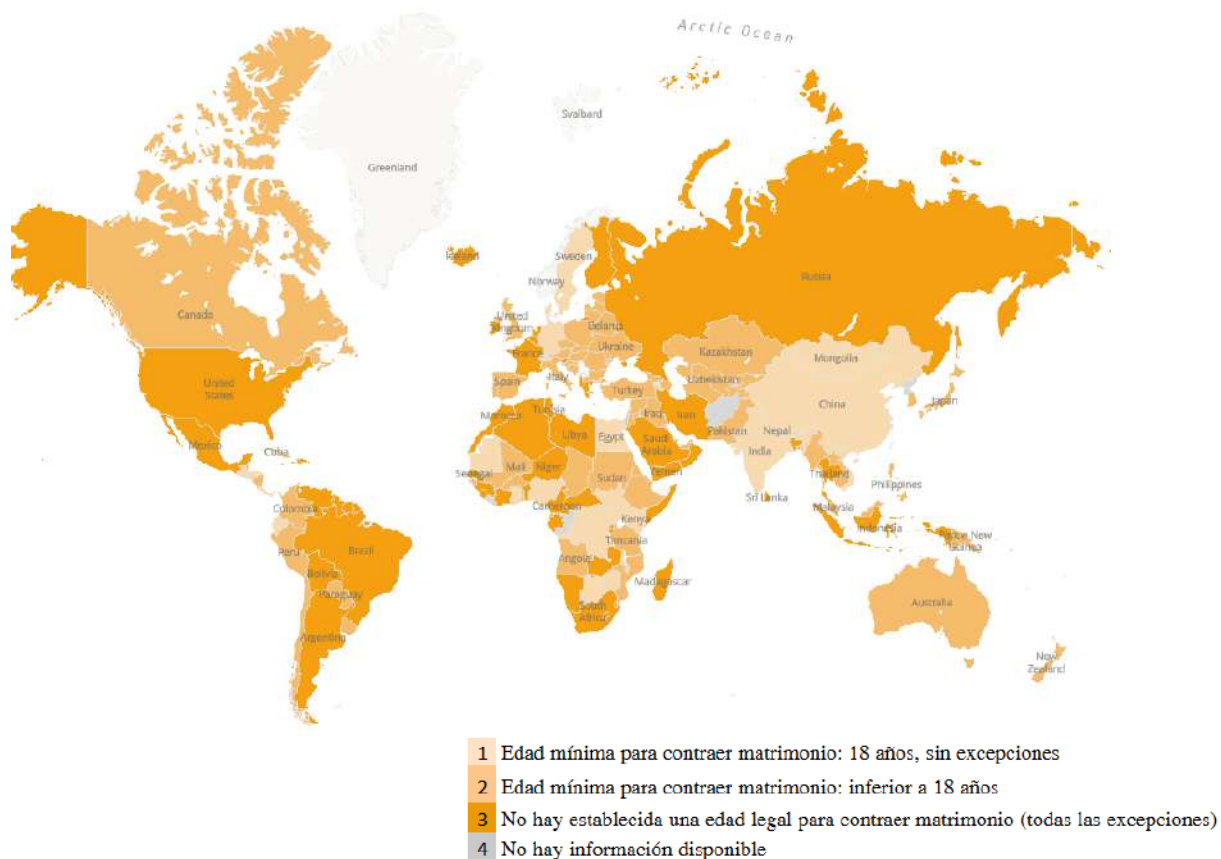 Arctic Ocean
Svalbard
Greenland
Iceland
Sweden
Norway
Russia
Canada
United
Kingdom
Belarus
Ukraine
France
Kazakhstan
Mongolia
Italy
Uzbekistan
Spain
Turkey
United
States
China
Japan
Morocco
Tunisia
Iraq
Iran
Pakistan
Nepal
Libya
Egypt
Saudi
Arabia
India
Mexico
Cuba
Mali
Niger
Sudan
Yemen
Thailand
Philippines
Senegal
Cameroon
Sri Lanka
Malaysia
Colombia
Kenya
Indonesia
Papua New
Guinea
Tanzania
Peru
Brazil
Angola
Bolivia
Madagascar
Paraguay
Australia
South
Africa
Argentina
New
Zealand
1 Edad mínima para contraer matrimonio: 18 años, sin excepciones
2 Edad mínima para contraer matrimonio: inferior a 18 años
3 No hay establecida una edad legal para contraer matrimonio (todas las excepciones)
4 No hay información disponible